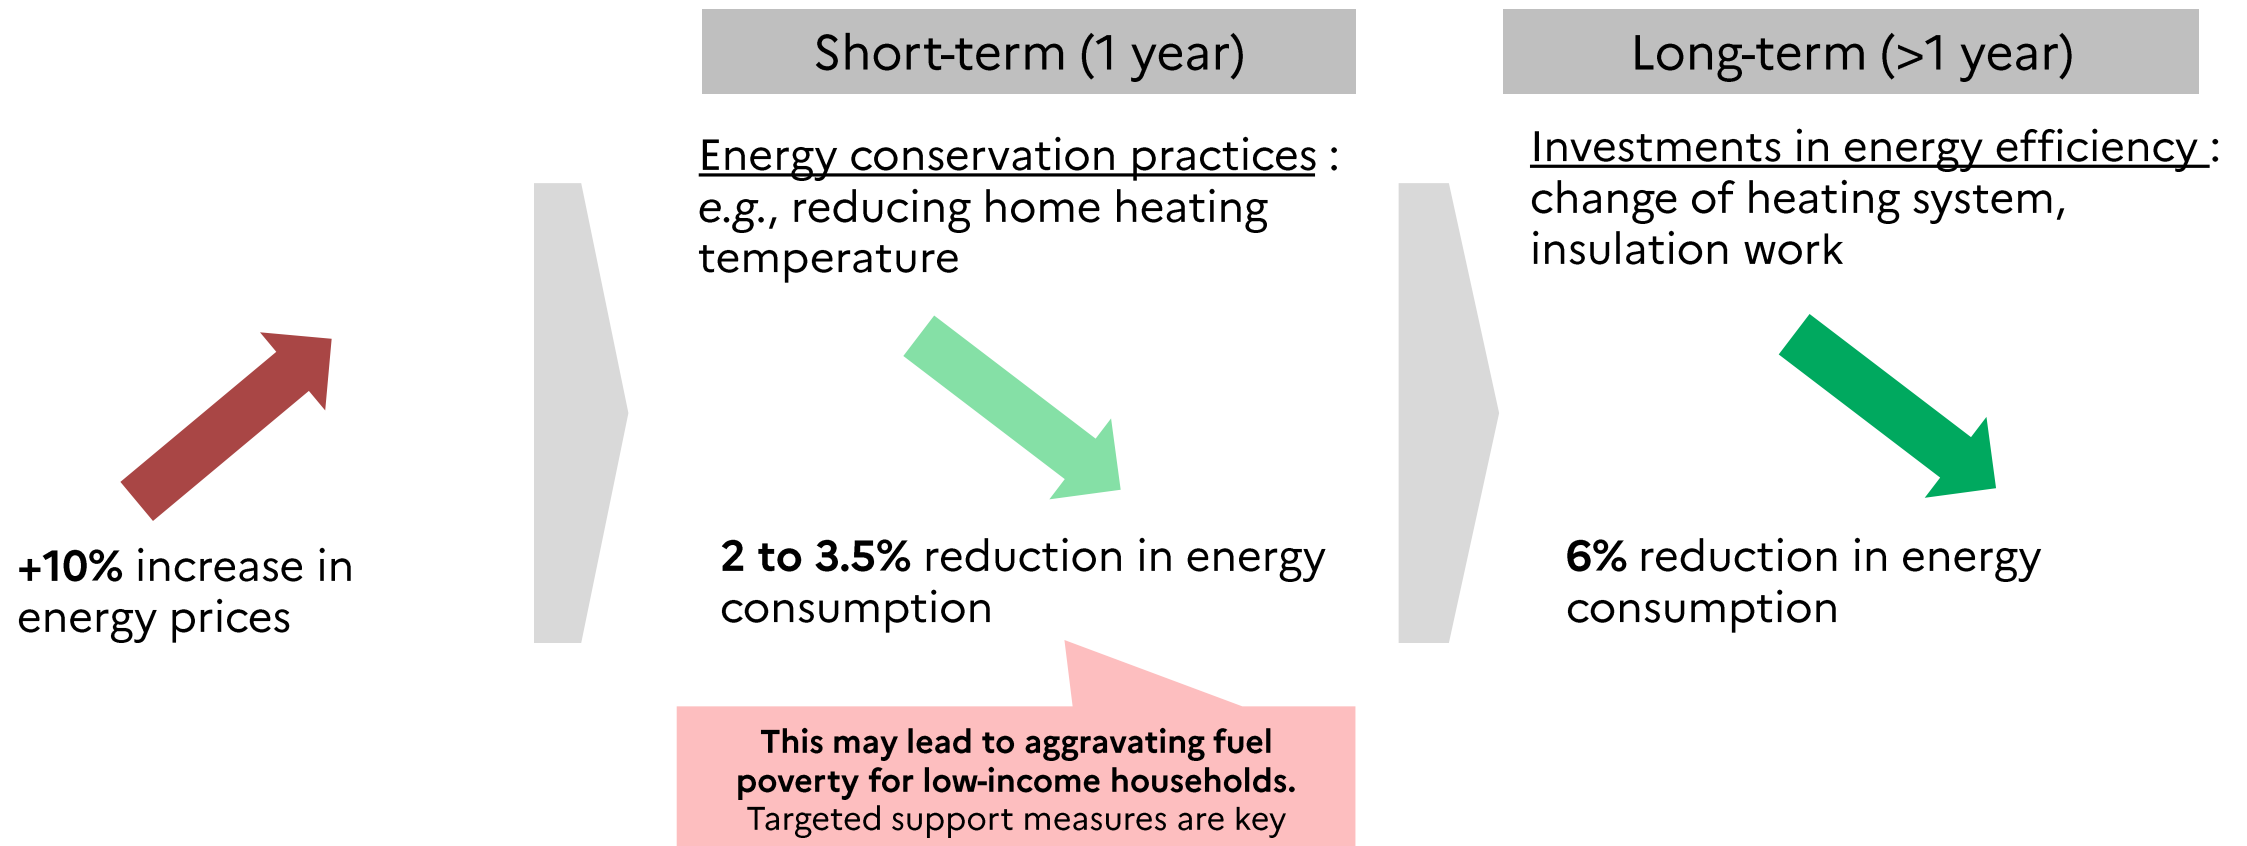 Short-term (1 year)
Long-term (>1 year)
Energy conservation practices :
e.g., reducing home heating
temperature
Investments in energy efficiency :
change of heating system,
insulation work
+10% increase in
energy prices
2 to 3.5% reduction in energy
consumption
6% reduction in energy
consumption
This may lead to aggravating fuel
poverty for low-income households.
Targeted support measures are key